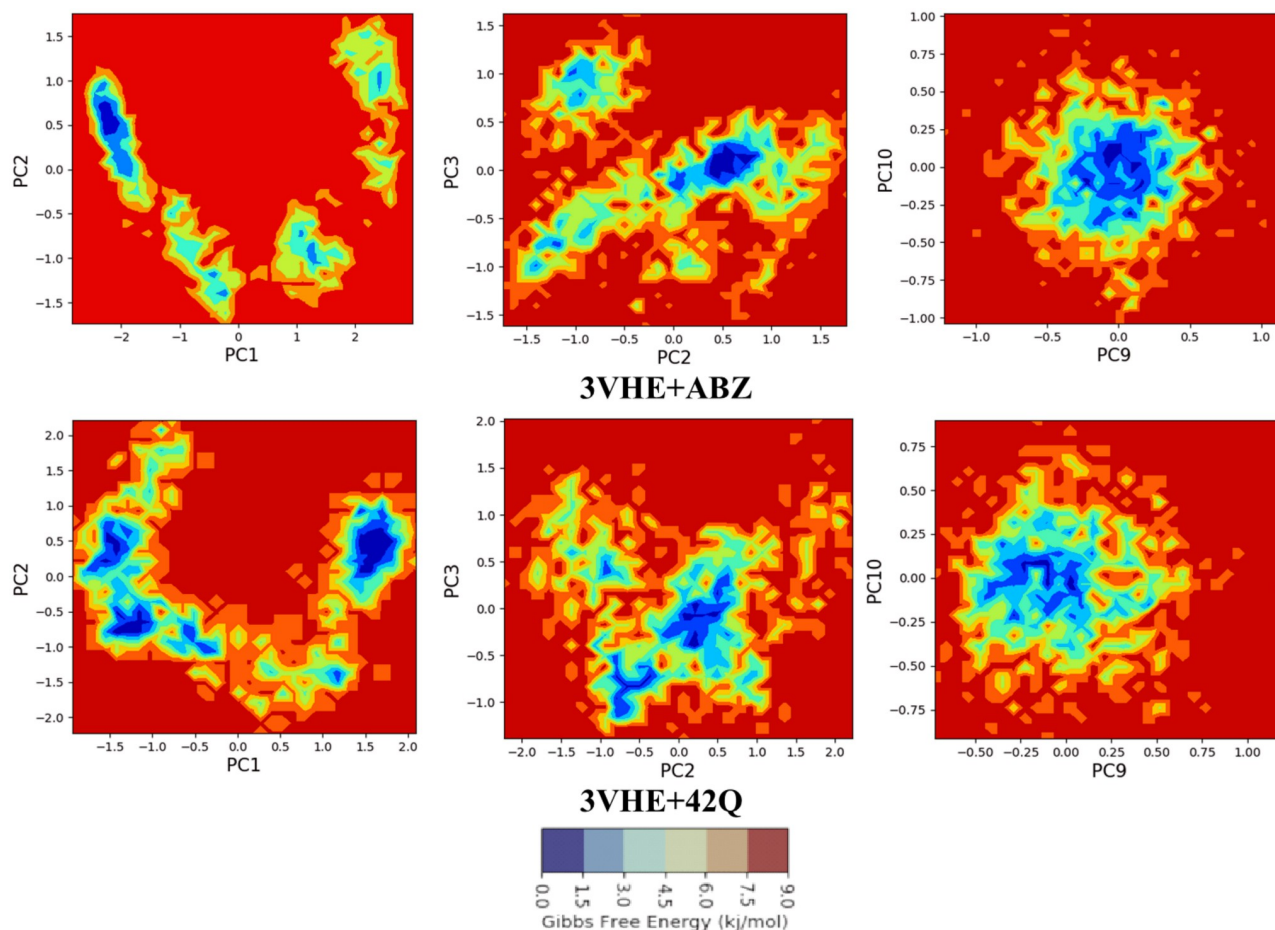 1.5
1.0
0.5
0.0
−0.5
−1.0
−1.5
PC2
−2 −1 0 1 2
PC1
1.5
1.0
0.5
0.0
−0.5
−1.0
−1.5
PC3
−1.5 −1.0 −0.5 0.0 0.5 1.0 1.5
PC2
1.00
0.75
0.50
0.25
0.00
−0.25
−0.50
−0.75
−1.00
PC10
−1.0 −0.5 0.0 0.5 1.0
PC9
3VHE+ABZ
2.0
1.5
1.0
0.5
0.0
−0.5
−1.0
−1.5
−2.0
PC2
−1.5 −1.0 −0.5 0.0 0.5 1.0 1.5 2.0
PC1
2.0
1.5
1.0
0.5
0.0
−0.5
−1.0
PC3
−2.0 −1.5 −1.0 −0.5 0.0 0.5 1.0 1.5 2.0
PC2
0.75
0.50
0.25
0.00
−0.25
−0.50
−0.75
PC10
−0.50 −0.25 0.00 0.25 0.50 0.75 1.00
PC9
3VHE+42Q
0.0 1.5 3.0 4.5 6.0 7.5 9.0
Gibbs Free Energy (kj/mol)